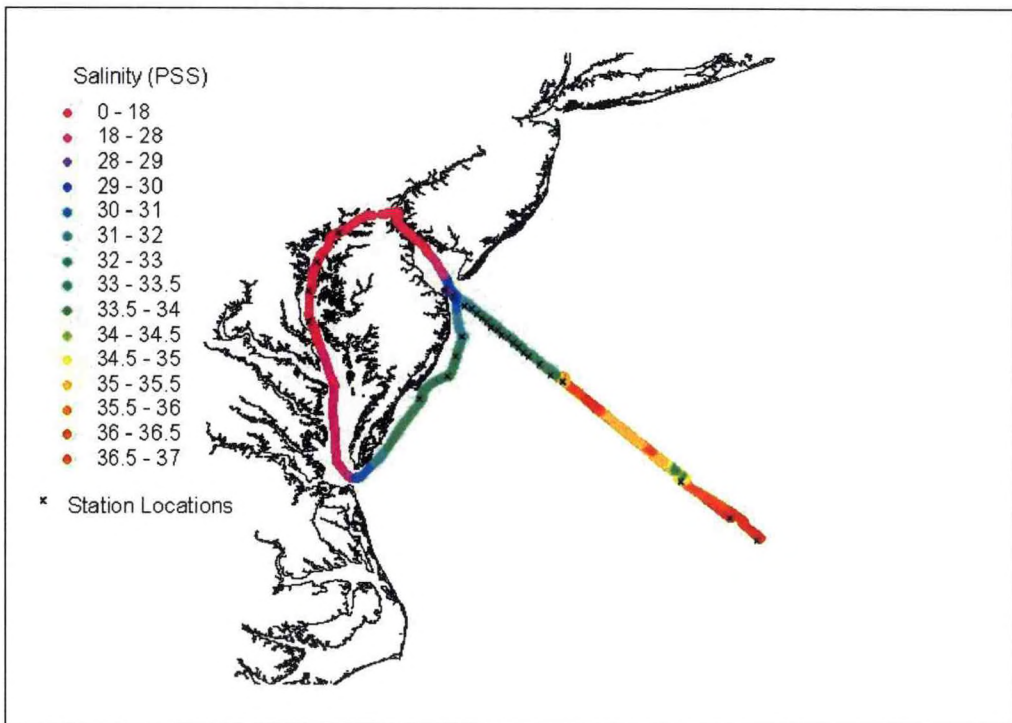 Salinity (PSS)
0 - 18
18 - 28
28 - 29
29 - 30
30 - 31
31 - 32
32 - 33
33 - 33.5
33.5 - 34
34 - 34.5
34.5 - 35
35 - 35.5
35.5 - 36
36 - 36.5
36.5 - 37
× Station Locations